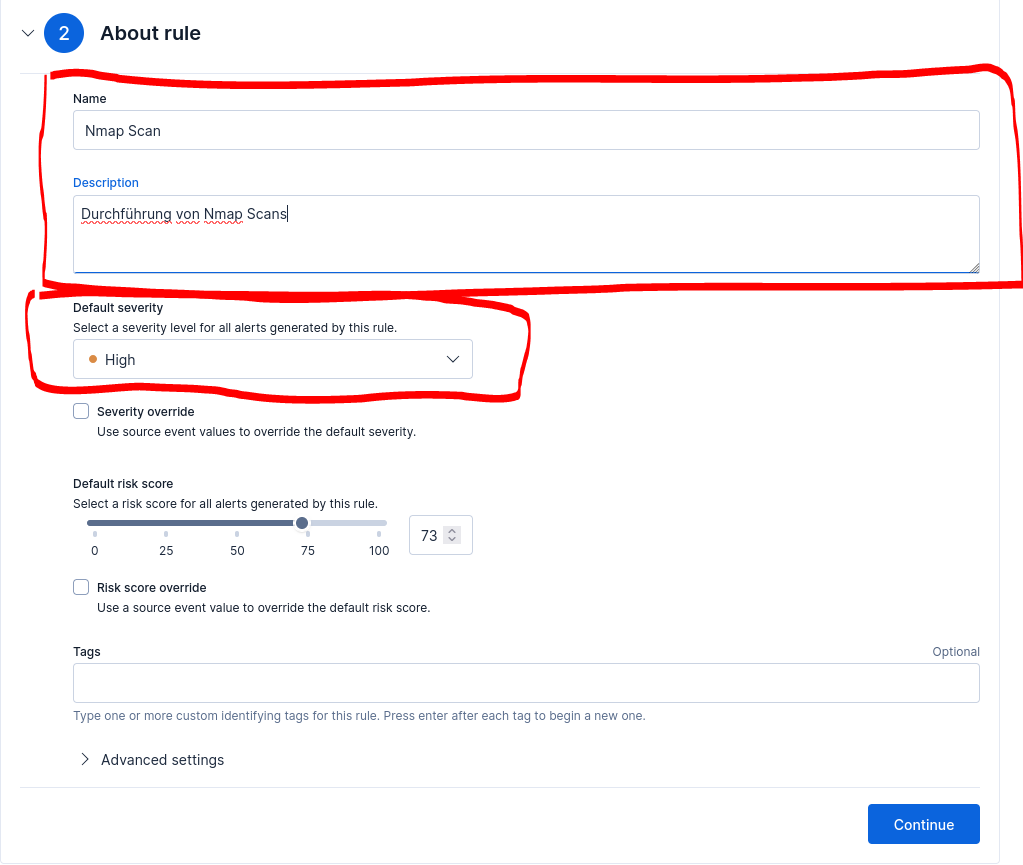 2 About rule
Name
Nmap Scan
Description
Durchführung von Nmap Scans
Default severity
Select a severity level for all alerts generated by this rule.
High
Severity override
Use source event values to override the default severity.
Default risk score
Select a risk score for all alerts generated by this rule.
73
0 25 50 75 100
Risk score override
Use a source event value to override the default risk score.
Tags Optional
Type one or more custom identifying tags for this rule. Press enter after each tag to begin a new one.
Advanced settings
Continue